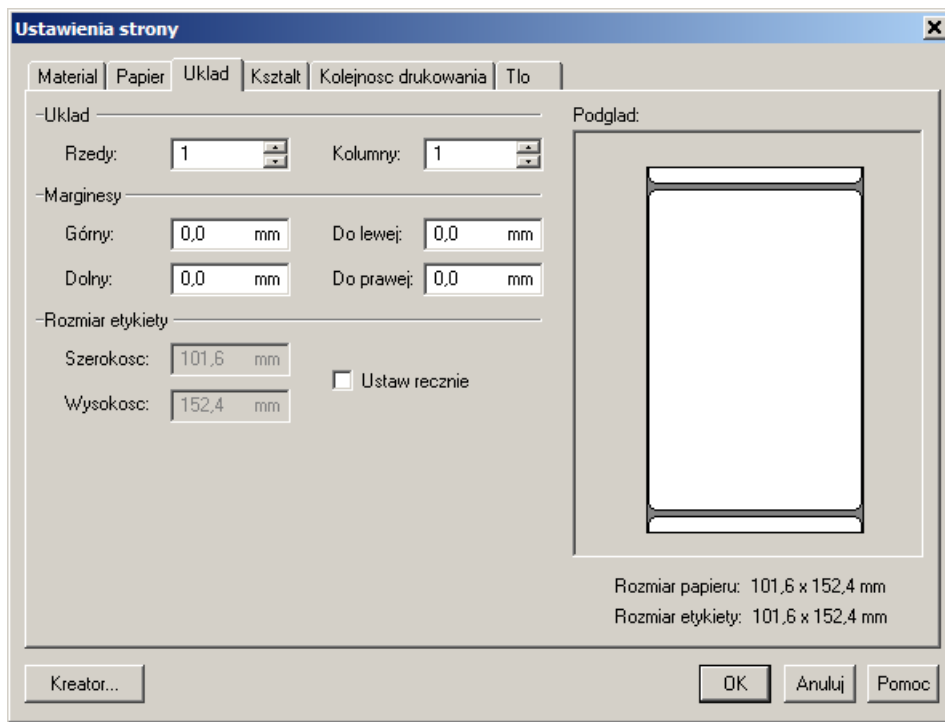 Ustawienia strony
Material Papier Uklad Ksztalt Kolejnosc drukowania Tlo
Uklad
Podglad:
Rzedy: 1 Kolumny: 1
Marginesy
Górny: 0,0 mm Do lewej: 0,0 mm
Dolny: 0,0 mm Do prawej: 0,0 mm
Rozmiar etykiety
Szerokosc: 101,6 mm
Ustaw recznie
Wysokosc: 152,4 mm
Rozmiar papieru: 101,6 x 152,4 mm
Rozmiar etykiety: 101,6 x 152,4 mm
Kreator... OK Anuluj Pomoc